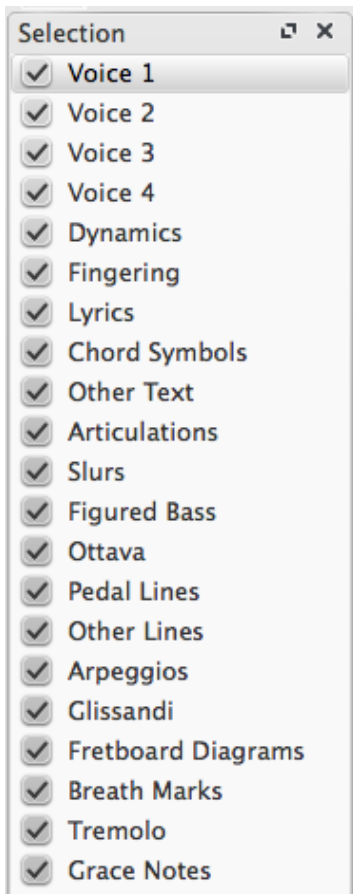 Selection
Voice 1
Voice 2
Voice 3
Voice 4
Dynamics
Fingering
Lyrics
Chord Symbols
Other Text
Articulations
Slurs
Figured Bass
Ottava
Pedal Lines
Other Lines
Arpeggios
Glissandi
Fretboard Diagrams
Breath Marks
Tremolo
Grace Notes